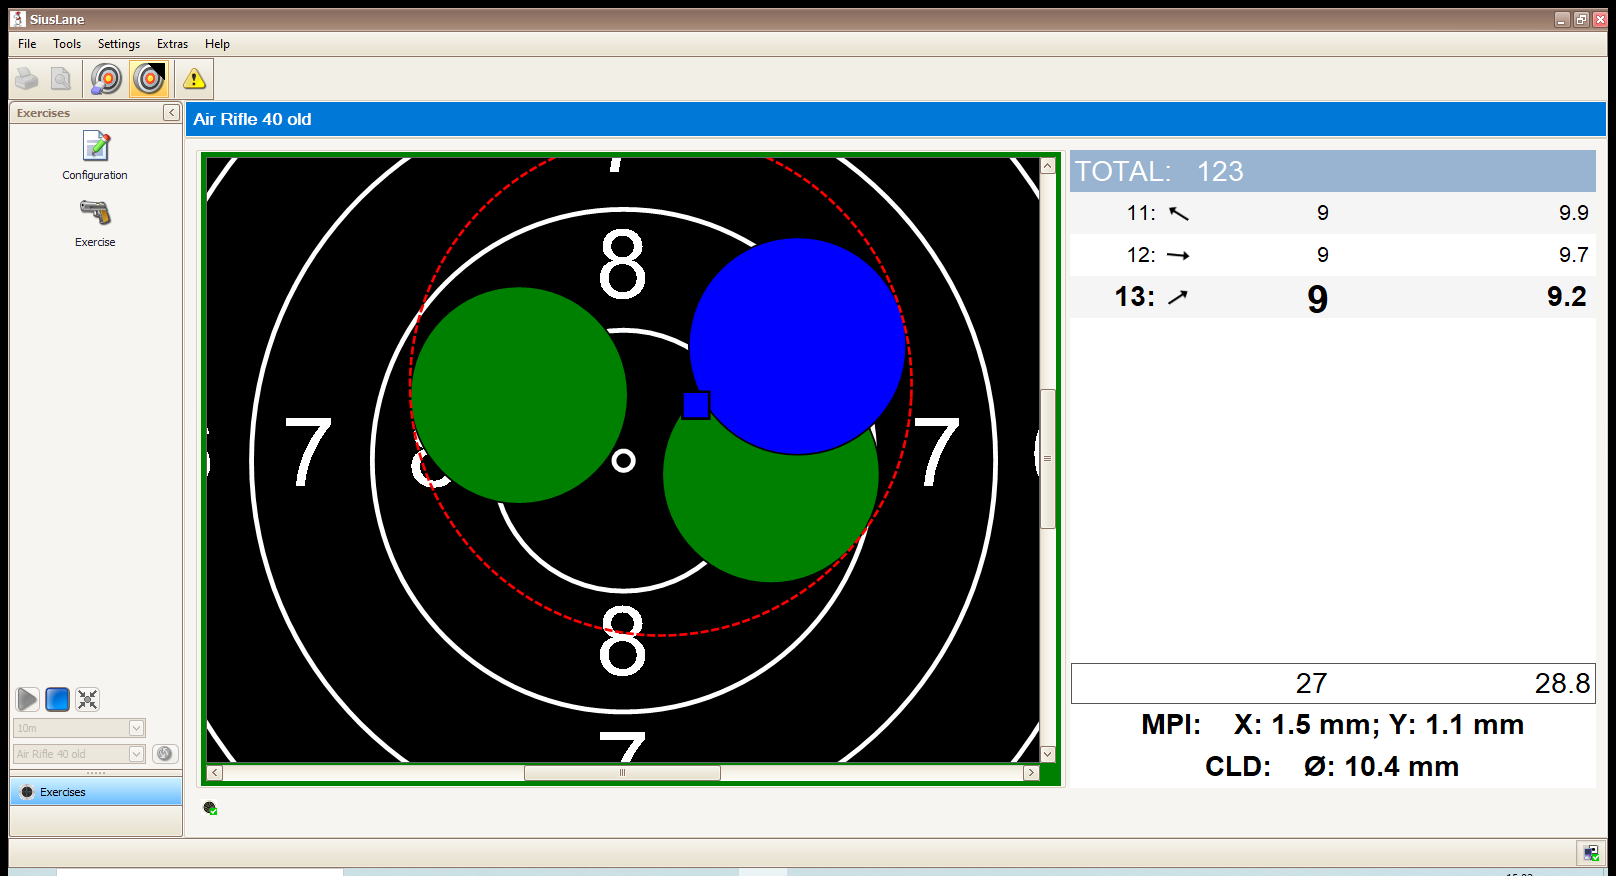 SiusLane
File Tools Settings Extras Help
Exercises
Configuration
Exercise
10m
Air Rifle 40 old
Exercises
Air Rifle 40 old
7
8
7 8 7
8
7
TOTAL: 123
11: 9 9.9
12: 9 9.7
13: 9 9.2
27 28.8
MPI: X: 1.5 mm; Y: 1.1 mm
CLD: Ø: 10.4 mm